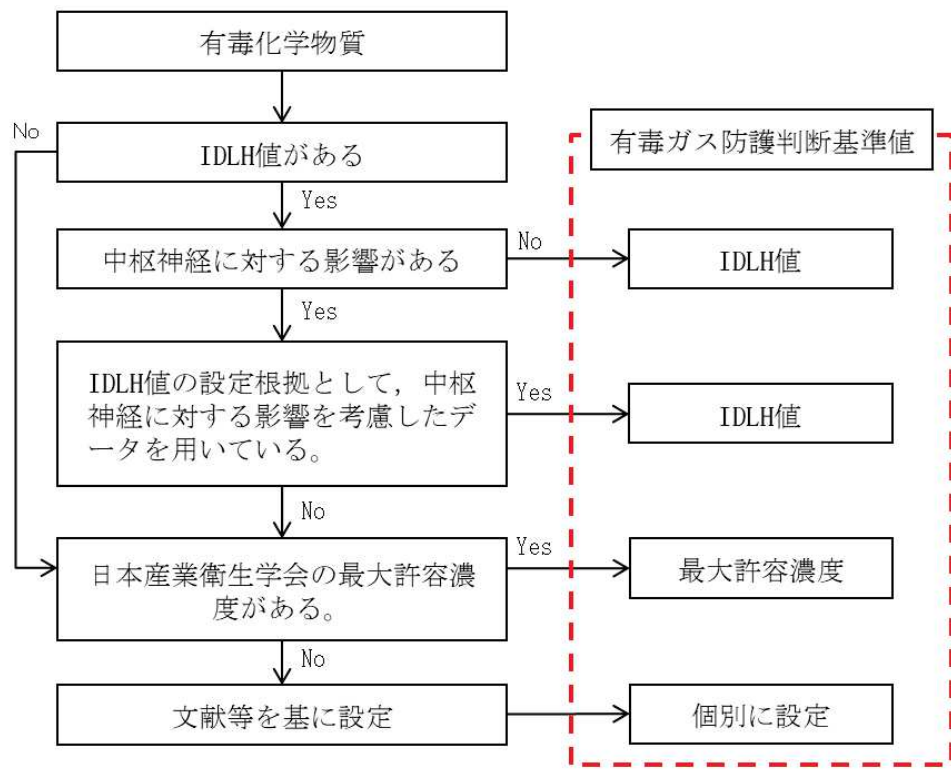 有毒化学物質
No
IDLH値がある
有毒ガス防護判断基準値
Yes
中枢神経に対する影響がある
No
IDLH値
Yes
IDLH値の設定根拠として，中枢
神経に対する影響を考慮したデ
ータを用いている。
Yes
IDLH値
No
日本産業衛生学会の最大許容濃
度がある。
Yes
最大許容濃度
No
文献等を基に設定
個別に設定